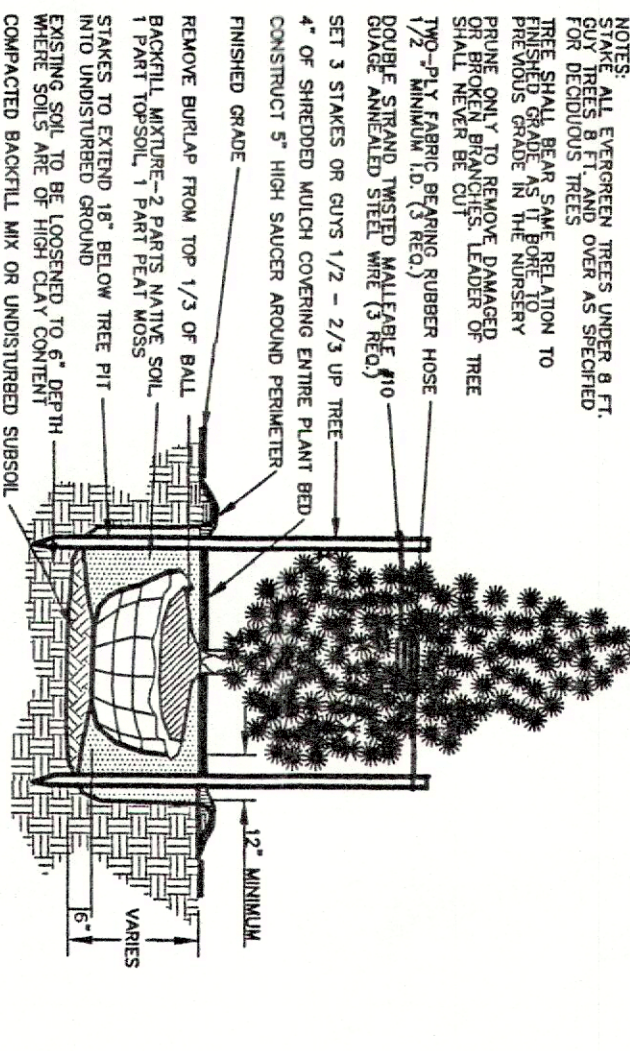 NOTES:
STAKE ALL EVERGREEN TREES UNDER 8 FT.
GUY TREES 8 FT. AND OVER AS SPECIFIED
FOR DECIDUOUS TREES
TREE SHALL BEAR SAME RELATION TO
FINISHED GRADE AS IT BORE TO
PREVIOUS GRADE IN THE NURSERY
PRUNE ONLY TO REMOVE DAMAGED
OR BROKEN BRANCHES. LEADER OF TREE
SHALL NEVER BE CUT
TWO-PLY FABRIC BEARING RUBBER HOSE
1/2 " MINIMUM I.D. (3 REQ.)
DOUBLE STRAND TWISTED MALLEABLE #10
GUAGE ANNEALED STEEL WIRE (3 REQ.)
SET 3 STAKES OR GUYS 1/2 - 2/3 UP TREE
4" OF SHREDDED MULCH COVERING ENTIRE PLANT BED
CONSTRUCT 5" HIGH SAUCER AROUND PERIMETER
FINISHED GRADE
REMOVE BURLAP FROM TOP 1/3 OF BALL
BACKFILL MIXTURE-2 PARTS NATIVE SOIL
1 PART TOPSOIL, 1 PART PEAT MOSS
STAKES TO EXTEND 18" BELOW TREE PIT
INTO UNDISTURBED GROUND
EXISTING SOIL TO BE LOOSENED TO 6" DEPTH
WHERE SOILS ARE OF HIGH CLAY CONTENT
COMPACTED BACKFILL MIX OR UNDISTURBED SUBSOIL
12" MINIMUM
VARIES
6"